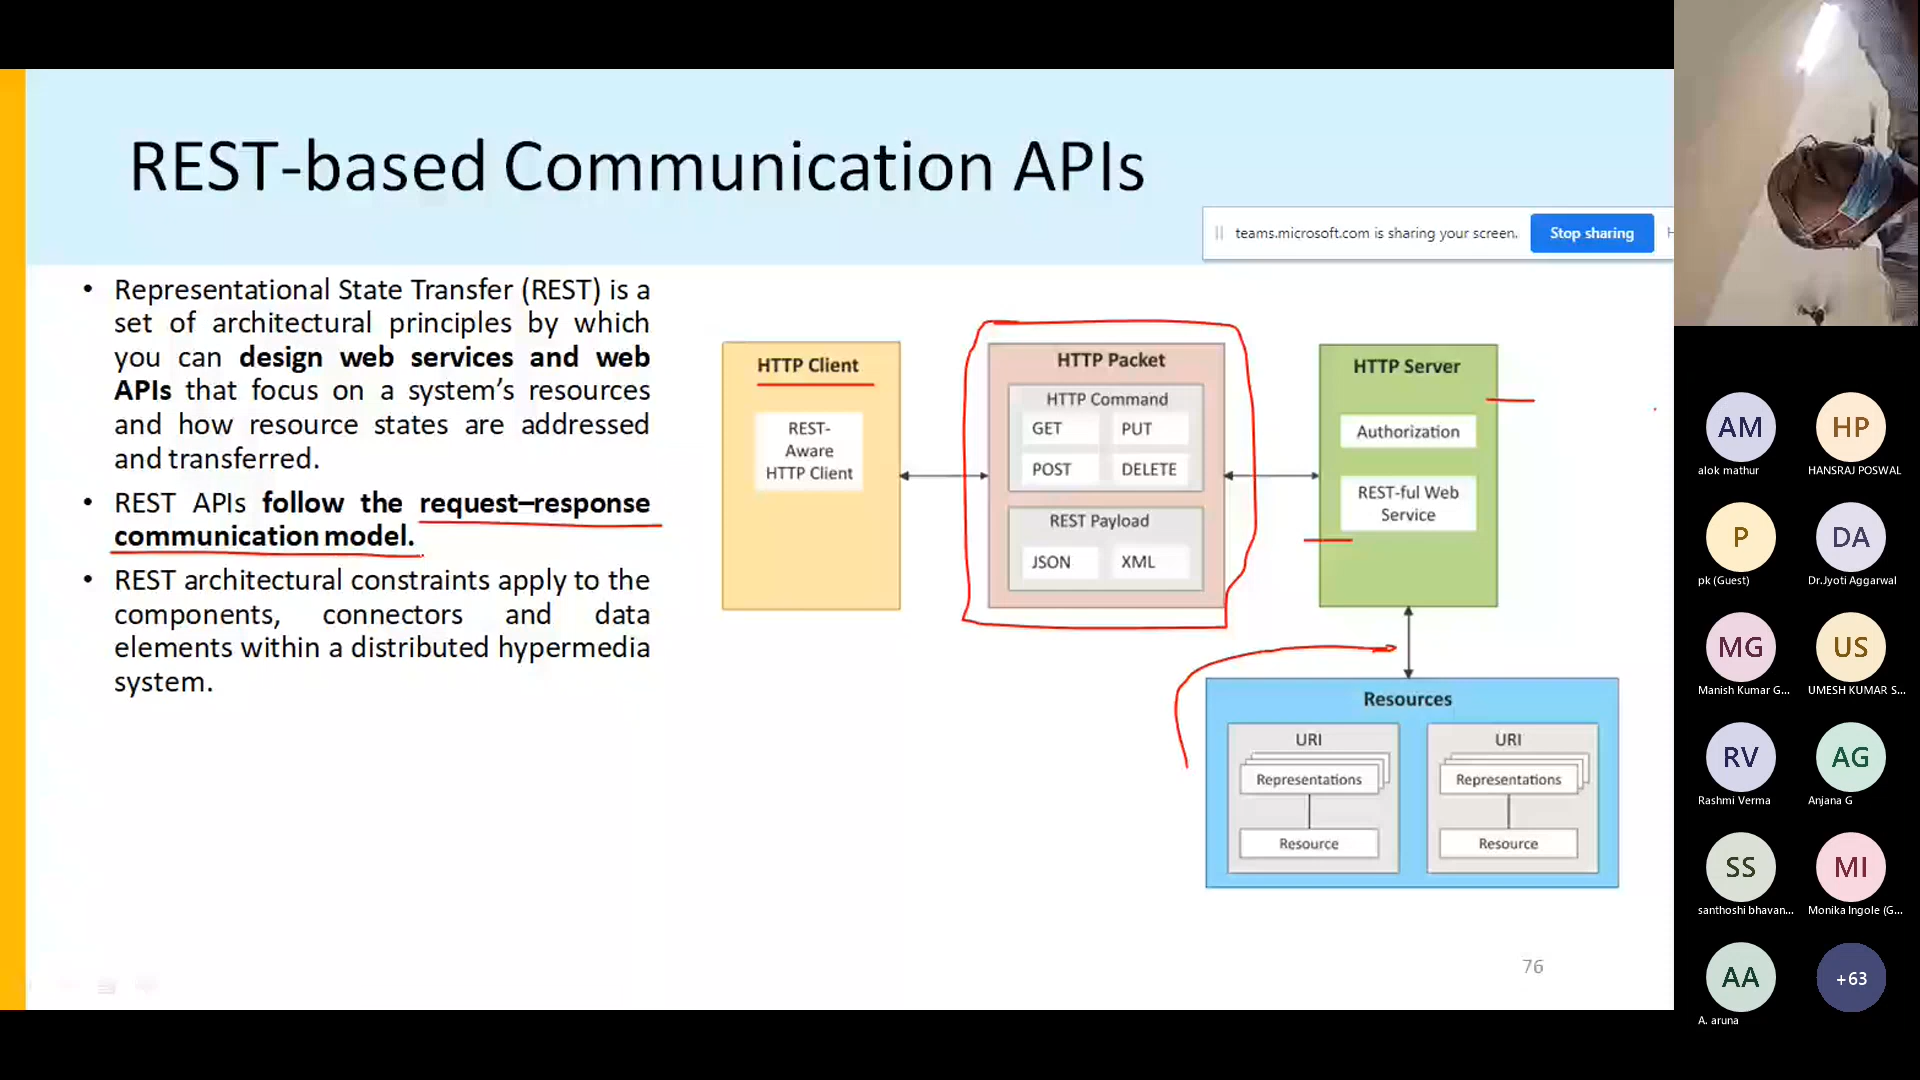 REST-based Communication APIs
teams.microsoft.com is sharing your screen.
Stop sharing
• Representational State Transfer (REST) is a
set of architectural principles by which
you can design web services and web
APIs that focus on a system's resources
and how resource states are addressed
and transferred.
• REST APIs follow the request–response
communication model.
• REST architectural constraints apply to the
components, connectors and data
elements within a distributed hypermedia
system.
HTTP Client
REST-
Aware
HTTP Client
HTTP Packet
HTTP Command
GET
PUT
POST
DELETE
REST Payload
JSON
XML
HTTP Server
Authorization
REST-ful Web
Service
Resources
URI
Representations
Resource
URI
Representations
Resource
76
AM
alok mathur
HP
HANSRAJ POSWAL
P
pk (Guest)
DA
Dr.Jyoti Aggarwal
MG
Manish Kumar G...
US
UMESH KUMAR S...
RV
Rashmi Verma
AG
Anjana G
SS
santhoshi bhavan...
MI
Monika Ingole (G...
AA
A. aruna
+63